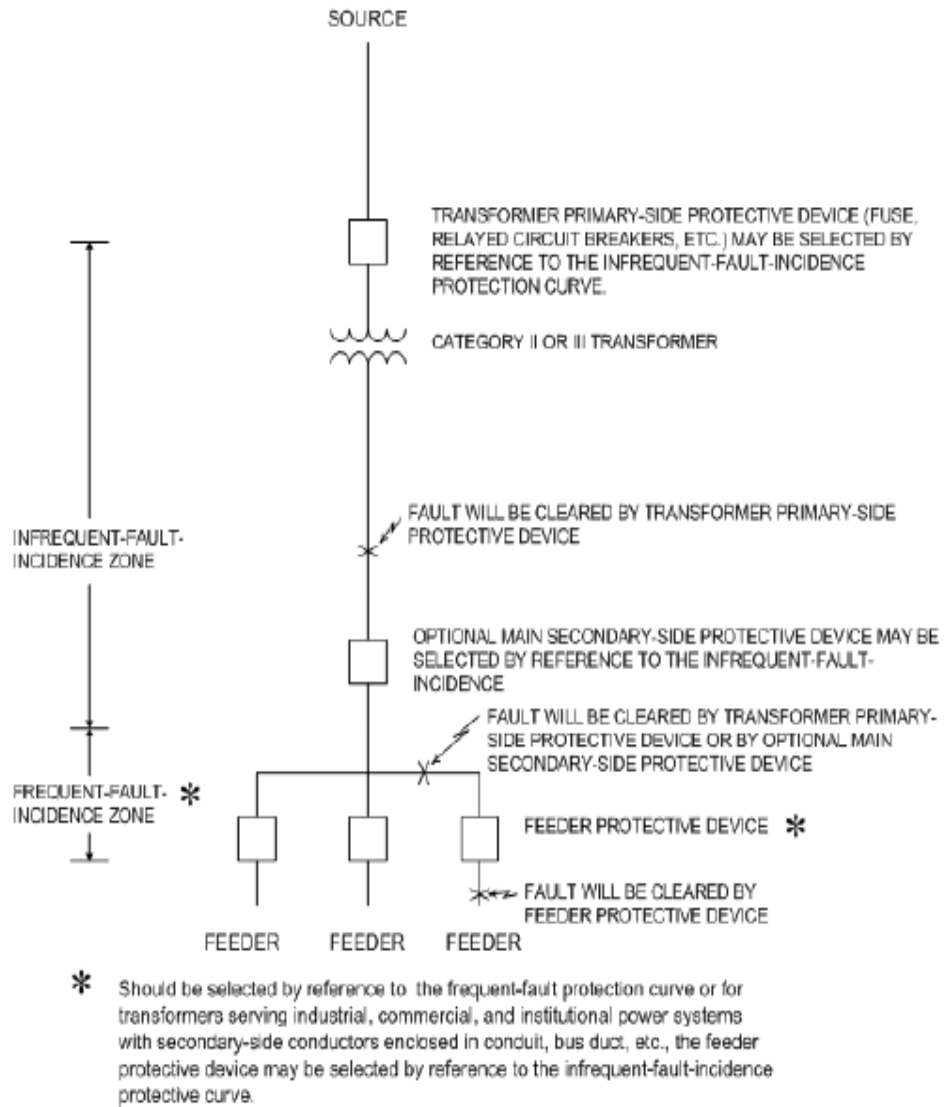 SOURCE
TRANSFORMER PRIMARY-SIDE PROTECTIVE DEVICE (FUSE,
RELAYED CIRCUIT BREAKERS, ETC.) MAY BE SELECTED BY
REFERENCE TO THE INFREQUENT-FAULT-INCIDENCE
PROTECTION CURVE.
CATEGORY II OR III TRANSFORMER
FAULT WILL BE CLEARED BY TRANSFORMER PRIMARY-SIDE
PROTECTIVE DEVICE
INFREQUENT-FAULT-
INCIDENCE ZONE
OPTIONAL MAIN SECONDARY-SIDE PROTECTIVE DEVICE MAY BE
SELECTED BY REFERENCE TO THE INFREQUENT-FAULT-
INCIDENCE
FAULT WILL BE CLEARED BY TRANSFORMER PRIMARY-
SIDE PROTECTIVE DEVICE OR BY OPTIONAL MAIN
SECONDARY-SIDE PROTECTIVE DEVICE
FREQUENT-FAULT- *
INCIDENCE ZONE
FEEDER PROTECTIVE DEVICE *
FAULT WILL BE CLEARED BY
FEEDER PROTECTIVE DEVICE
FEEDER FEEDER FEEDER
* Should be selected by reference to the frequent-fault protection curve or for
transformers serving industrial, commercial, and institutional power systems
with secondary-side conductors enclosed in conduit, bus duct, etc., the feeder
protective device may be selected by reference to the infrequent-fault-incidence
protective curve.